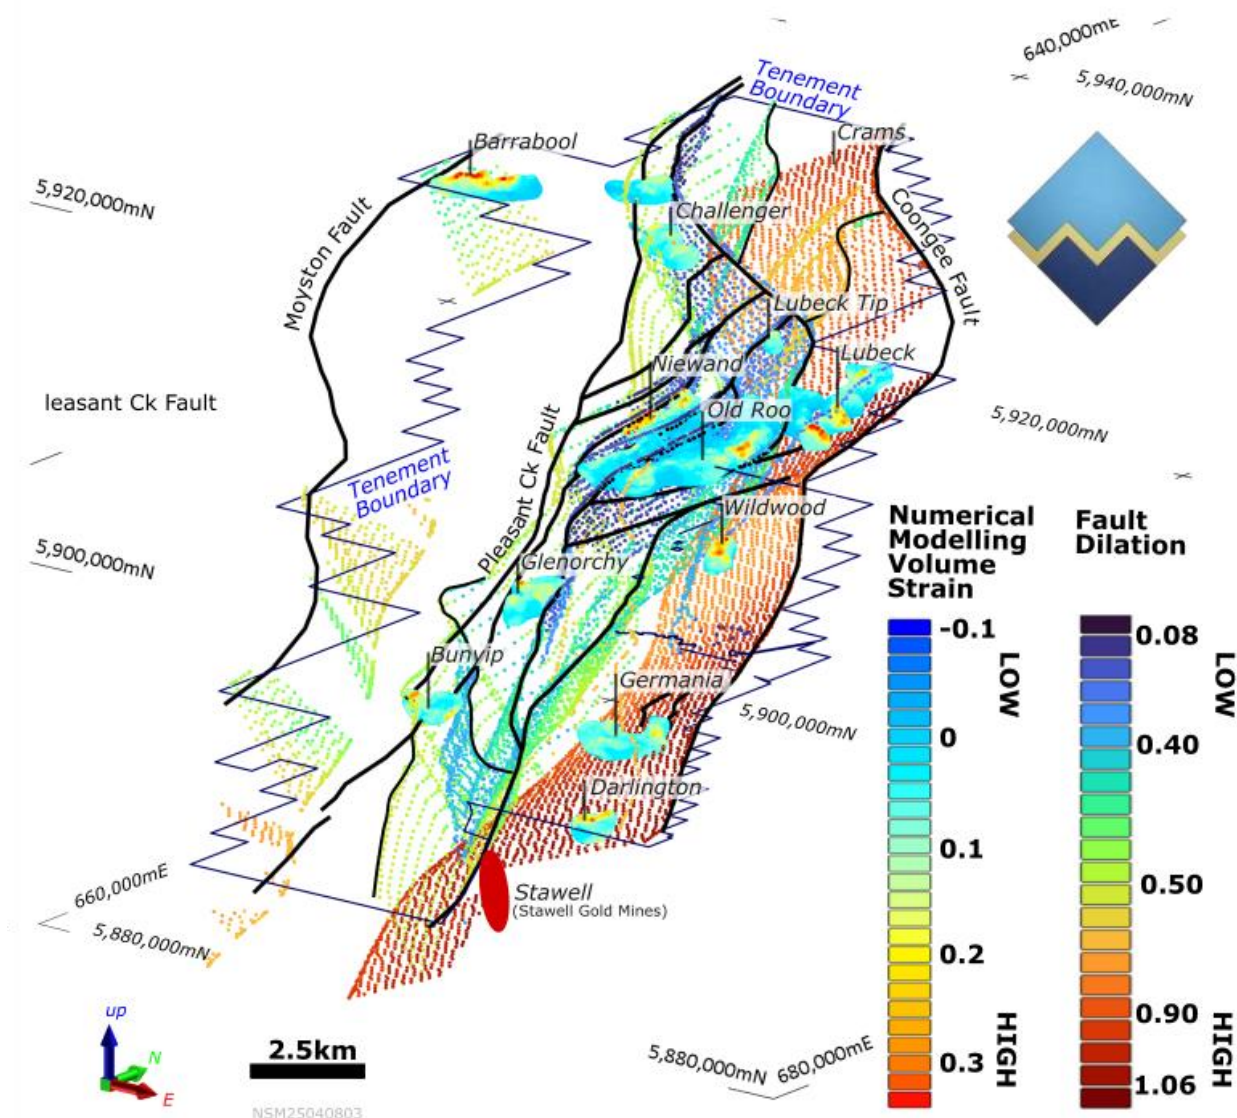 640,000mE
5,940,000mN
Tenement
Boundary
Crams
Barrabool
5,920,000mN
Moyston Fault
Challenger
Coongee Fault
Lubeck Tip
Lubeck
Niewand
leasant Ck Fault
Old Roo
5,920,000mN
Pleasant Ck Fault
Tenement
Boundary
Wildwood
5,900,000mN
Glenorchy
Bunyip
Germania
5,900,000mN
Darlington
660,000mE
Stawell
(Stawell Gold Mines)
5,880,000mN
Numerical
Modelling
Volume
Strain
-0.1
0
0.1
0.2
0.3
LOW
HIGH
Fault
Dilation
0.08
0.40
0.50
0.90
1.06
LOW
HIGH
up
N
E
2.5km
5,880,000mN
680,000mE
NSM25040803